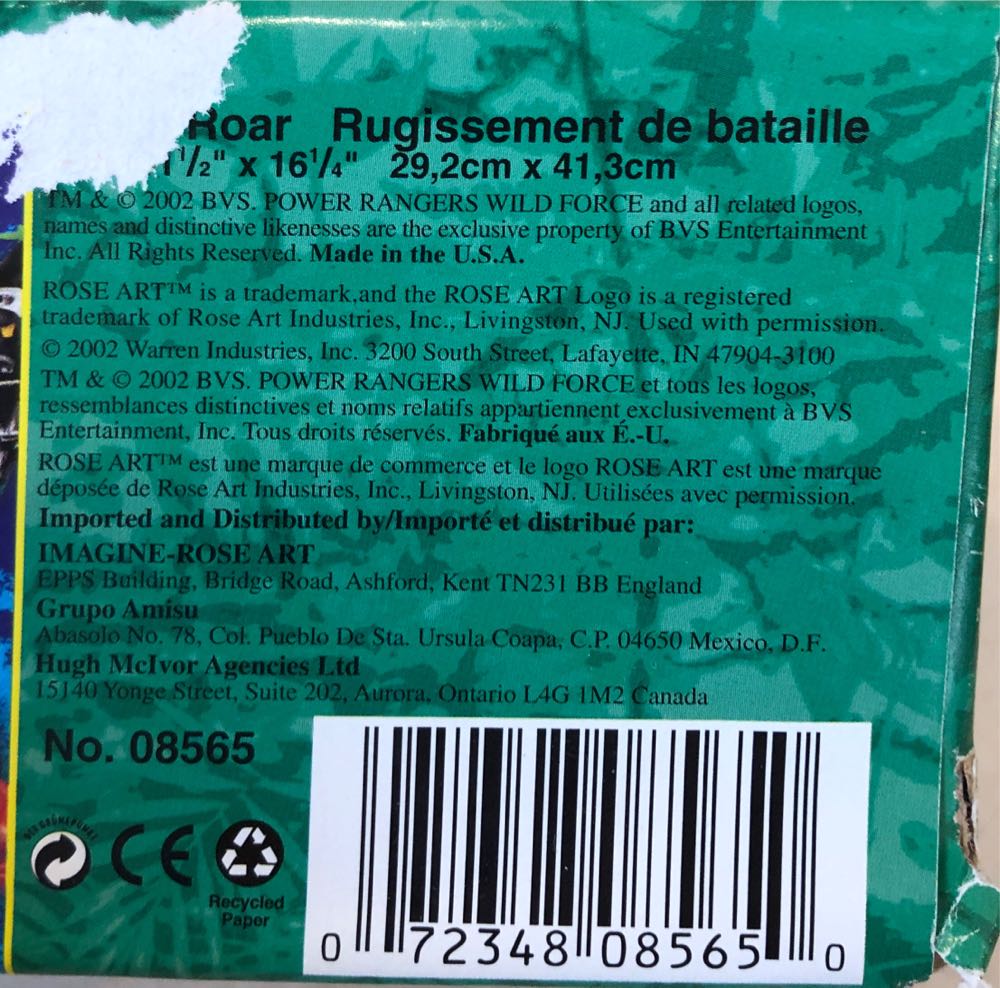 Roar Rugissement de bataille
1 1/2" x 16 1/4" 29,2cm x 41,3cm
TM & © 2002 BVS. POWER RANGERS WILD FORCE and all related logos,
names and distinctive likenesses are the exclusive property of BVS Entertainment
Inc. All Rights Reserved. Made in the U.S.A.
ROSE ART™ is a trademark,and the ROSE ART Logo is a registered
trademark of Rose Art Industries, Inc., Livingston, NJ. Used with permission.
© 2002 Warren Industries, Inc. 3200 South Street, Lafayette, IN 47904-3100
TM & © 2002 BVS. POWER RANGERS WILD FORCE et tous les logos,
ressemblances distinctives et noms relatifs appartiennent exclusivement à BVS
Entertainment, Inc. Tous droits réservés. Fabriqué aux É.-U.
ROSE ART™ est une marque de commerce et le logo ROSE ART est une marque
déposée de Rose Art Industries, Inc., Livingston, NJ. Utilisées avec permission.
Imported and Distributed by/Importé et distribué par:
IMAGINE-ROSE ART
EPPS Building, Bridge Road, Ashford, Kent TN231 BB England
Grupo Amisu
Abasolo No. 78, Col. Pueblo De Sta. Ursula Coapa, C.P. 04650 Mexico, D.F.
Hugh McIvor Agencies Ltd
15140 Yonge Street, Suite 202, Aurora, Ontario L4G 1M2 Canada
No. 08565
DER GRÜNE PUNKT
CE
Recycled
Paper
0 72348 08565 0